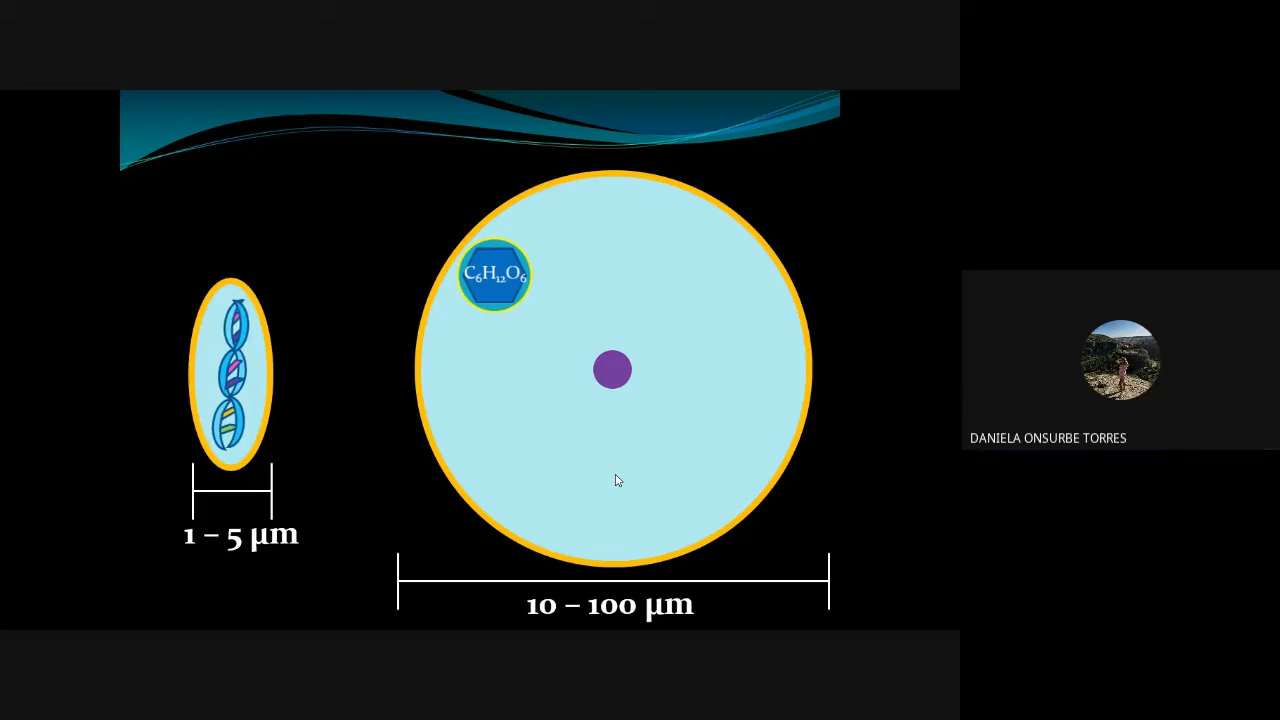 C₆H₁₂O₆
1 – 5 µm
10 – 100 µm
DANIELA ONSURBE TORRES